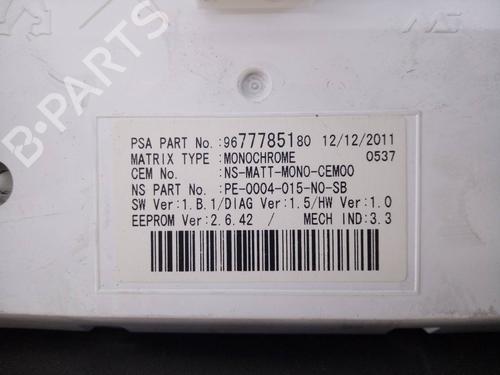 PSA PART No.:9677785180 12/12/2011
MATRIX TYPE :MONOCHROME 0537
CEM No. :NS-MATT-MONO-CEM00
NS PART No. :PE-0004-015-NO-SB
SW Ver:1.B.1/DIAG Ver:1.5/HW Ver:1.0
EEPROM Ver:2.6.42 / MECH IND:3.3
B-PARTS